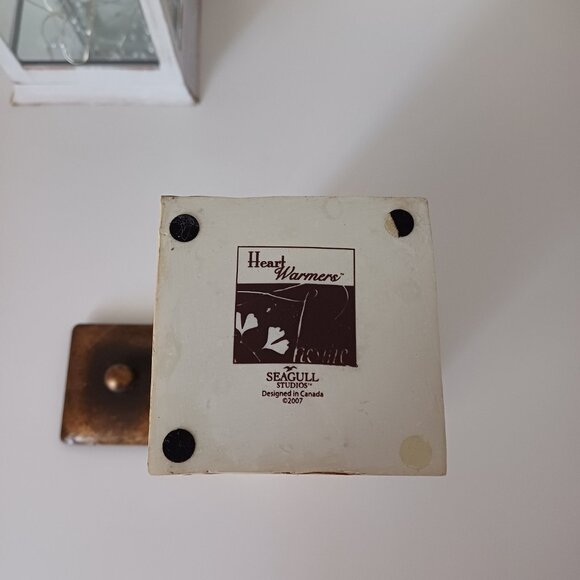 Heart
Warmers™
SEAGULL
STUDIOS™
Designed in Canada
©2007